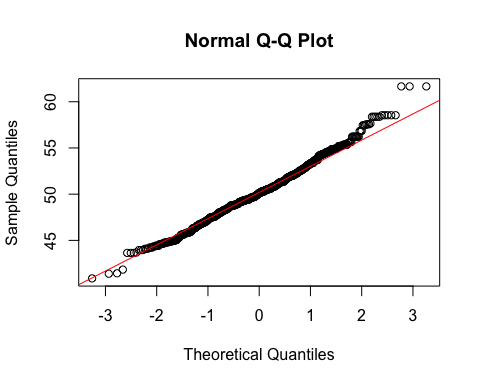 Normal Q-Q Plot
Sample Quantiles
60
55
50
45
-3 -2 -1 0 1 2 3
Theoretical Quantiles